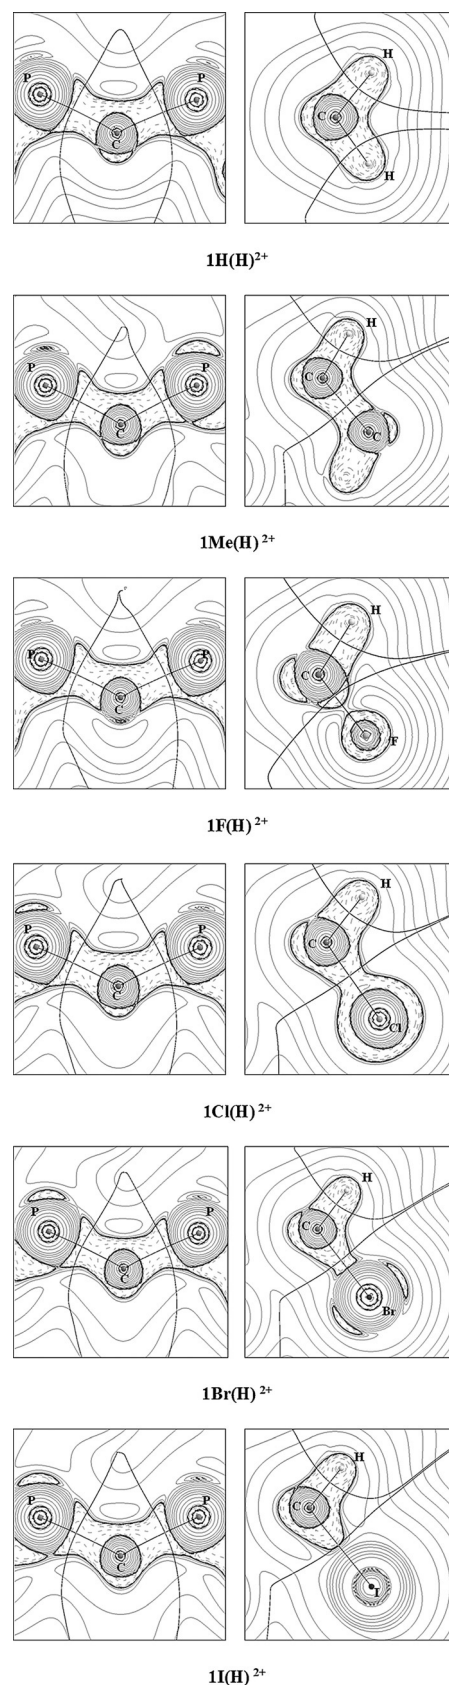 P P C H C H
1H(H)²⁺
P P C H C C
1Me(H)²⁺
P P C H C F
1F(H)²⁺
P P C H C Cl
1Cl(H)²⁺
P P C H C Br
1Br(H)²⁺
P P C H C I
1I(H)²⁺